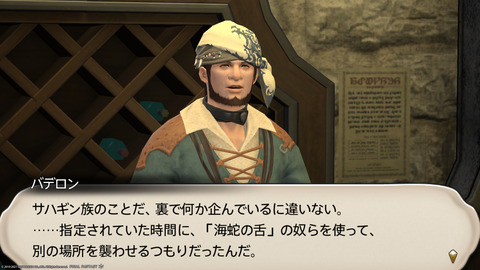 バデロン
サハギン族のことだ、裏で何か企んでいるに違いない。
……指定されていた時間に、「海蛇の舌」の奴らを使って、
別の場所を襲わせるつもりだったんだ。